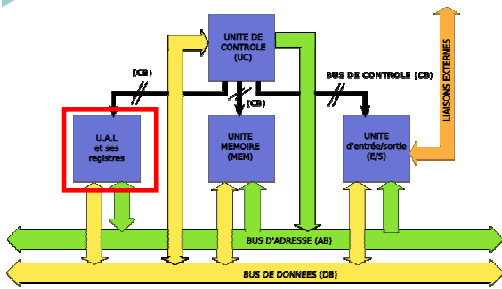 UNITE DE
CONTROLE
(UC)
(CB)
(CB)
BUS DE CONTROLE (CB)
LIAISONS EXTERNES
U.A.L
et ses
registres
UNITE
MEMOIRE
(MEM)
UNITE
d'entrée/sortie
(E/S)
BUS D'ADRESSE (AB)
BUS DE DONNEES (DB)